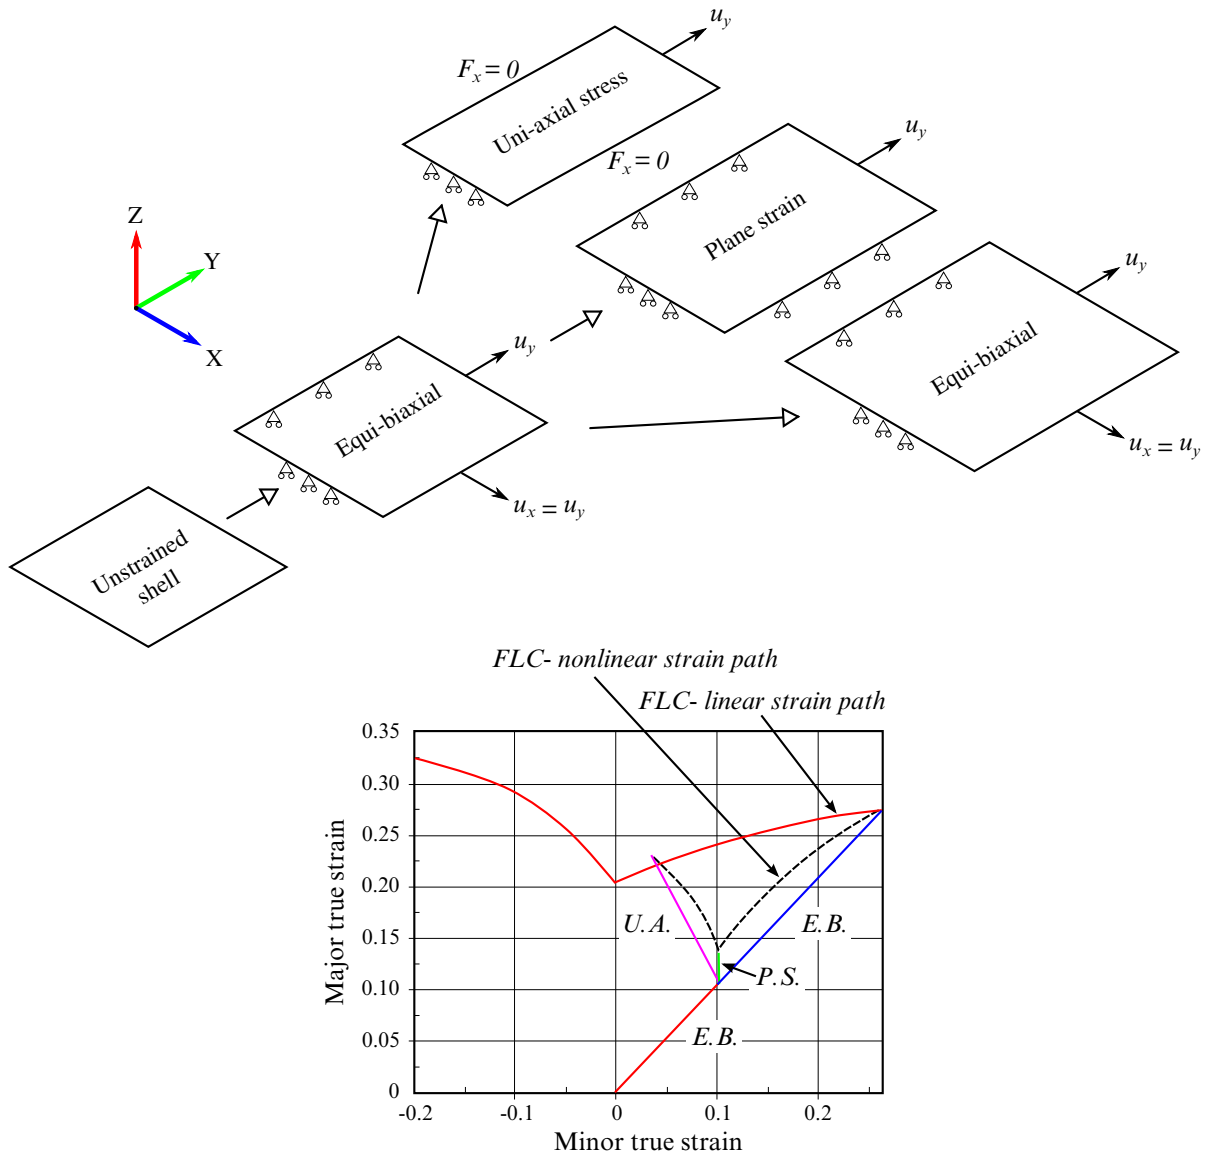 u_y
F_x = 0
Uni-axial stress
F_x = 0
u_y
Plane strain
u_y
Equi-biaxial
u_x = u_y
Z
Y
X
u_y
Equi-biaxial
u_x = u_y
Unstrained
shell
FLC- nonlinear strain path
FLC- linear strain path
0.35
0.30
0.25
0.20
0.15
0.10
0.05
0
Major true strain
U.A.
E.B.
P.S.
E.B.
-0.2
-0.1
0
0.1
0.2
Minor true strain